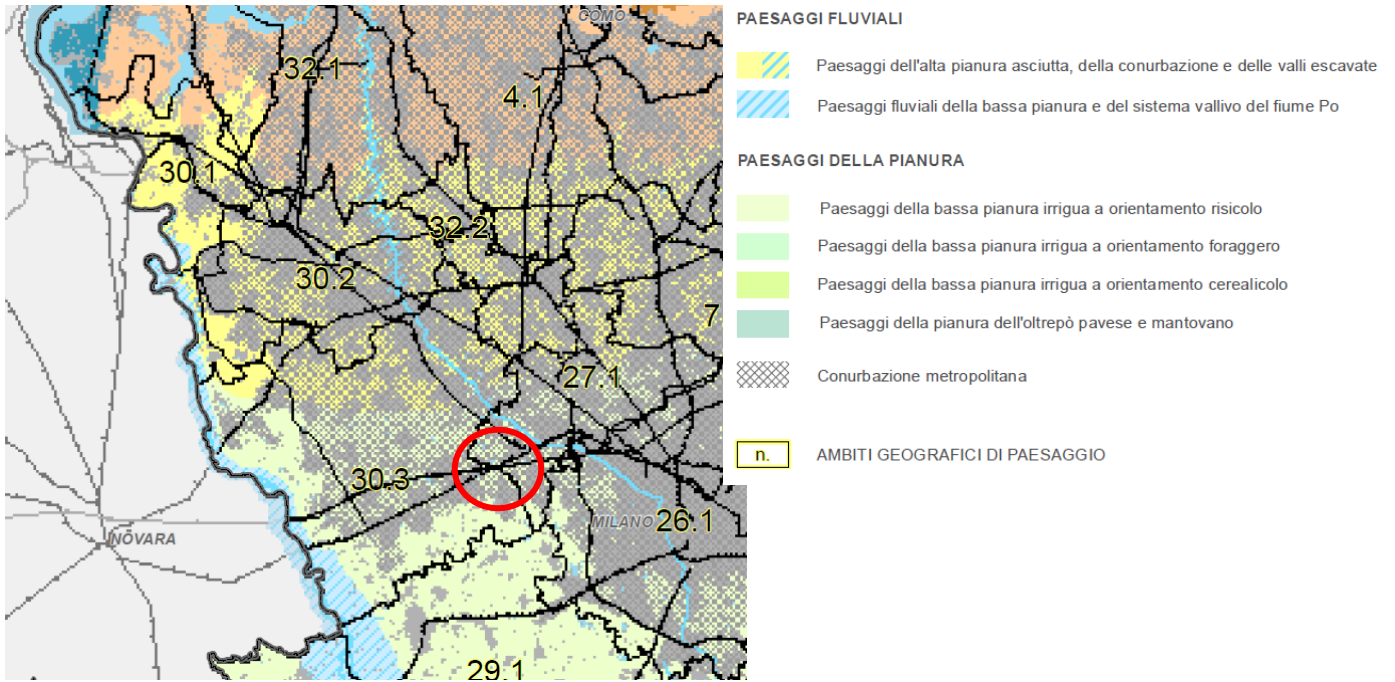 COMO
32.1
4.1
30.1
32.2
30.2
7
27.1
30.3
MILANO
26.1
NOVARA
29.1
PAESAGGI FLUVIALI
Paesaggi dell'alta pianura asciutta, della conurbazione e delle valli escavate
Paesaggi fluviali della bassa pianura e del sistema vallivo del fiume Po
PAESAGGI DELLA PIANURA
Paesaggi della bassa pianura irrigua a orientamento risicolo
Paesaggi della bassa pianura irrigua a orientamento foraggero
Paesaggi della bassa pianura irrigua a orientamento cerealicolo
Paesaggi della pianura dell'oltrepò pavese e mantovano
Conurbazione metropolitana
n. AMBITI GEOGRAFICI DI PAESAGGIO